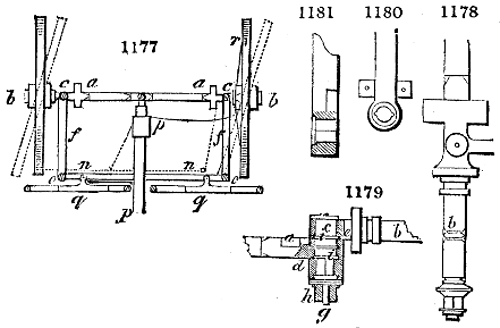 1181 1180 1178
1177
r
b c a a c b
p
f f
n n
e e
q p q
b
1179
a c e b
i
d i
h
g